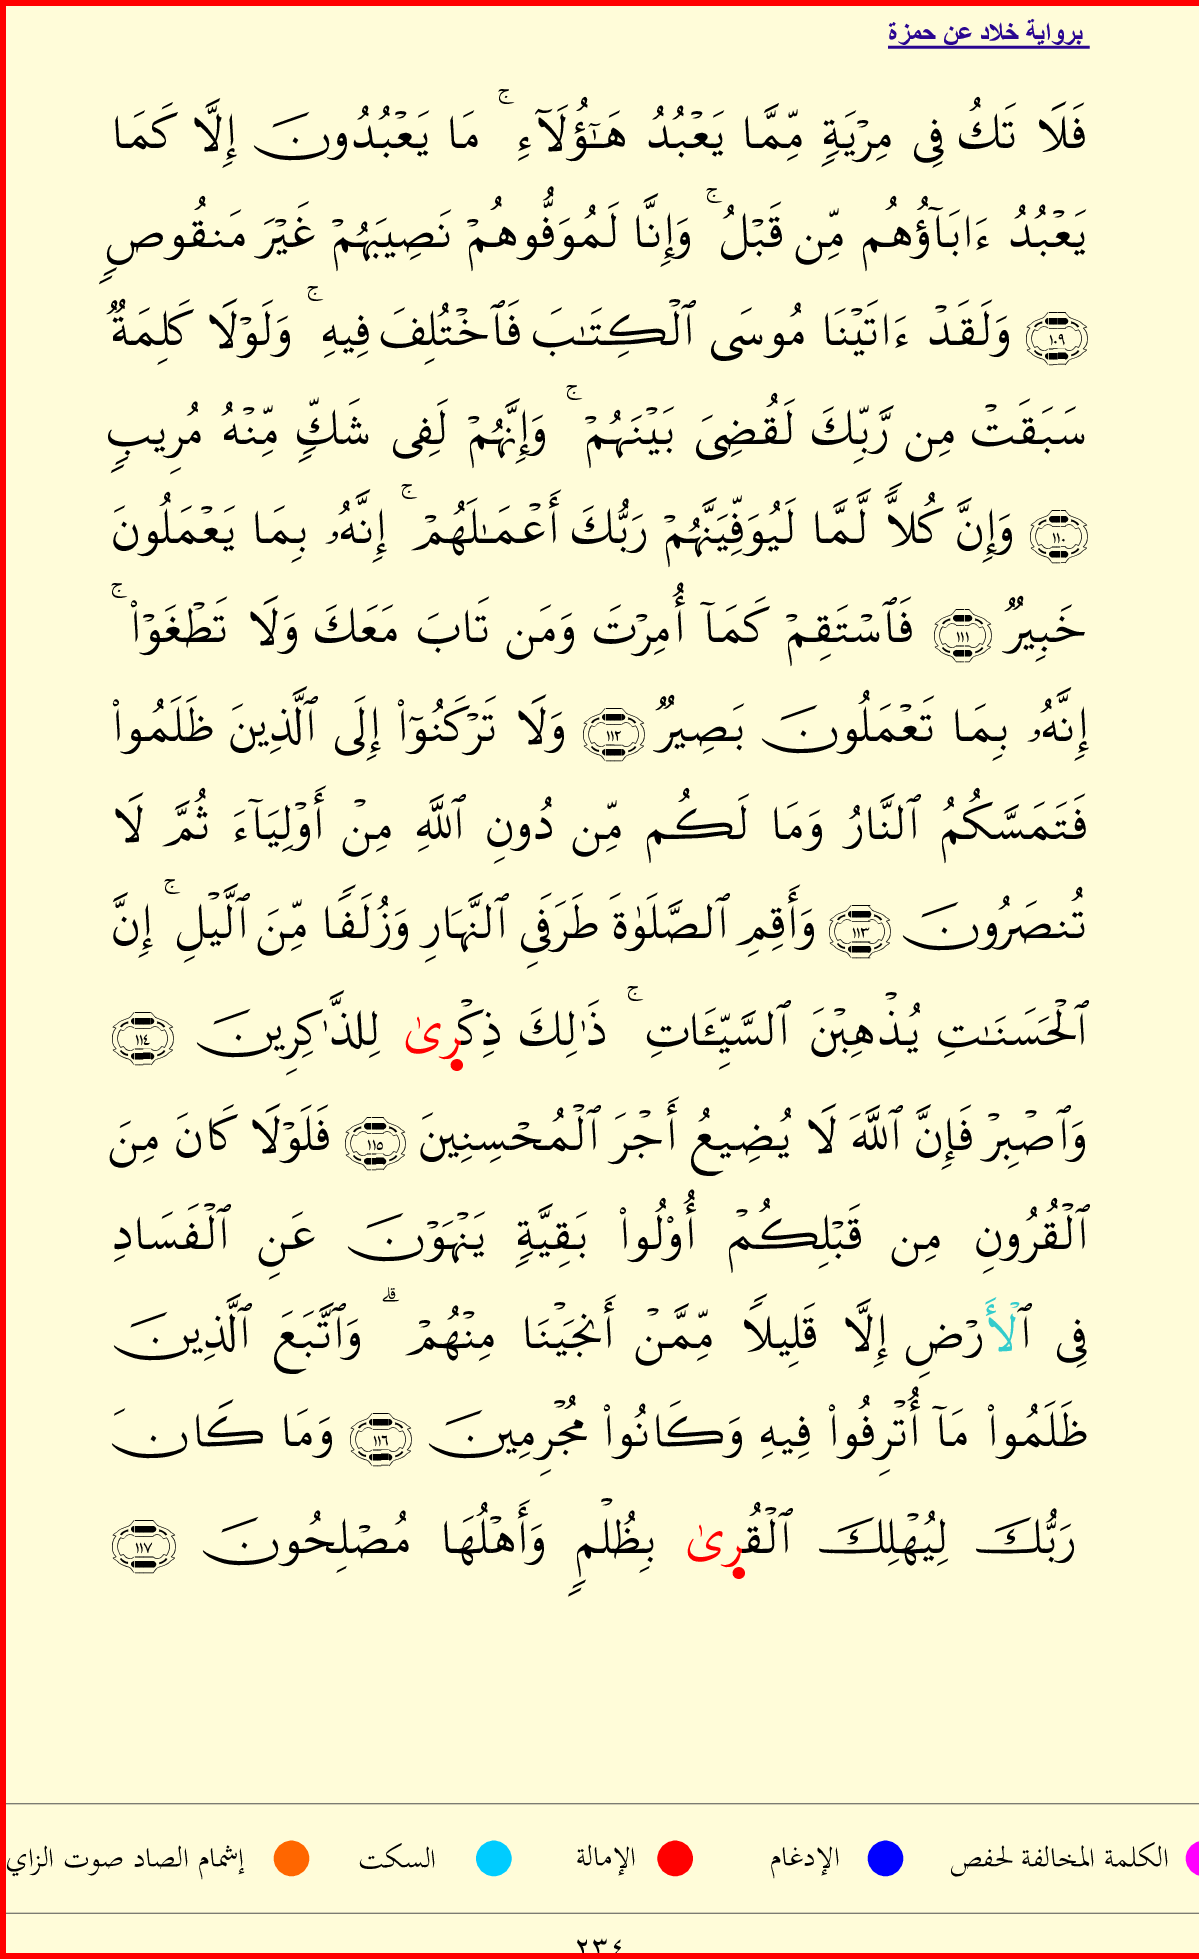 برواية خلاد عن حمزة
فَلَا تَكُ فِى مِرْيَةٍ مِّمَّا يَعْبُدُ هَـٰٓؤُلَآءِ ۚ مَا يَعْبُدُونَ إِلَّا كَمَا
يَعْبُدُ ءَابَآؤُهُم مِّن قَبْلُ ۚ وَإِنَّا لَمُوَفُّوهُمْ نَصِيبَهُمْ غَيْرَ مَنقُوصٍ
١٠٩ وَلَقَدْ ءَاتَيْنَا مُوسَى ٱلْكِتَـٰبَ فَٱخْتُلِفَ فِيهِ ۚ وَلَوْلَا كَلِمَةٌ
سَبَقَتْ مِن رَّبِّكَ لَقُضِىَ بَيْنَهُمْ ۚ وَإِنَّهُمْ لَفِى شَكٍّ مِّنْهُ مُرِيبٍ
١١٠ وَإِنَّ كُلاًّ لَّمَّا لَيُوَفِّيَنَّهُمْ رَبُّكَ أَعْمَـٰلَهُمْ ۚ إِنَّهُۥ بِمَا يَعْمَلُونَ
خَبِيرٌ ١١١ فَٱسْتَقِمْ كَمَآ أُمِرْتَ وَمَن تَابَ مَعَكَ وَلَا تَطْغَوْا۟ ۚ
إِنَّهُۥ بِمَا تَعْمَلُونَ بَصِيرٌ ١١٢ وَلَا تَرْكَنُوٓا۟ إِلَى ٱلَّذِينَ ظَلَمُوا۟
فَتَمَسَّكُمُ ٱلنَّارُ وَمَا لَكُم مِّن دُونِ ٱللَّهِ مِنْ أَوْلِيَآءَ ثُمَّ لَا
تُنصَرُونَ ١١٣ وَأَقِمِ ٱلصَّلَوٰةَ طَرَفَىِ ٱلنَّهَارِ وَزُلَفًا مِّنَ ٱلَّيْلِ ۚ إِنَّ
ٱلْحَسَنَـٰتِ يُذْهِبْنَ ٱلسَّيِّـَٔاتِ ۚ ذَٰلِكَ ذِكْرِىٰ لِلذَّٰكِرِينَ ١١٤
وَٱصْبِرْ فَإِنَّ ٱللَّهَ لَا يُضِيعُ أَجْرَ ٱلْمُحْسِنِينَ ١١٥ فَلَوْلَا كَانَ مِنَ
ٱلْقُرُونِ مِن قَبْلِكُمْ أُو۟لُوا۟ بَقِيَّةٍ يَنْهَوْنَ عَنِ ٱلْفَسَادِ
فِى ٱلْأَرْضِ إِلَّا قَلِيلاً مِّمَّنْ أَنجَيْنَا مِنْهُمْ ۗ وَٱتَّبَعَ ٱلَّذِينَ
ظَلَمُوا۟ مَآ أُتْرِفُوا۟ فِيهِ وَكَانُوا۟ مُجْرِمِينَ ١١٦ وَمَا كَانَ
رَبُّكَ لِيُهْلِكَ ٱلْقُرِىٰ بِظُلْمٍ وَأَهْلُهَا مُصْلِحُونَ ١١٧
الكلمة المخالفة لحفص الإدغام الإمالة السكت إشمام الصاد صوت الزاي
٢٣٤